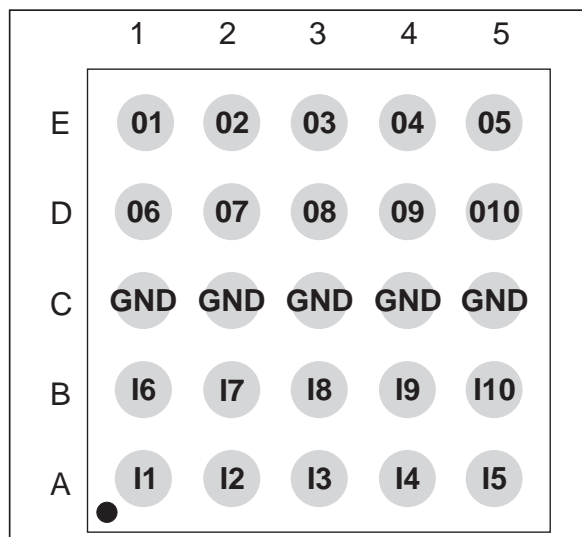 1 2 3 4 5
E 01 02 03 04 05
D 06 07 08 09 010
C GND GND GND GND GND
B I6 I7 I8 I9 I10
A I1 I2 I3 I4 I5